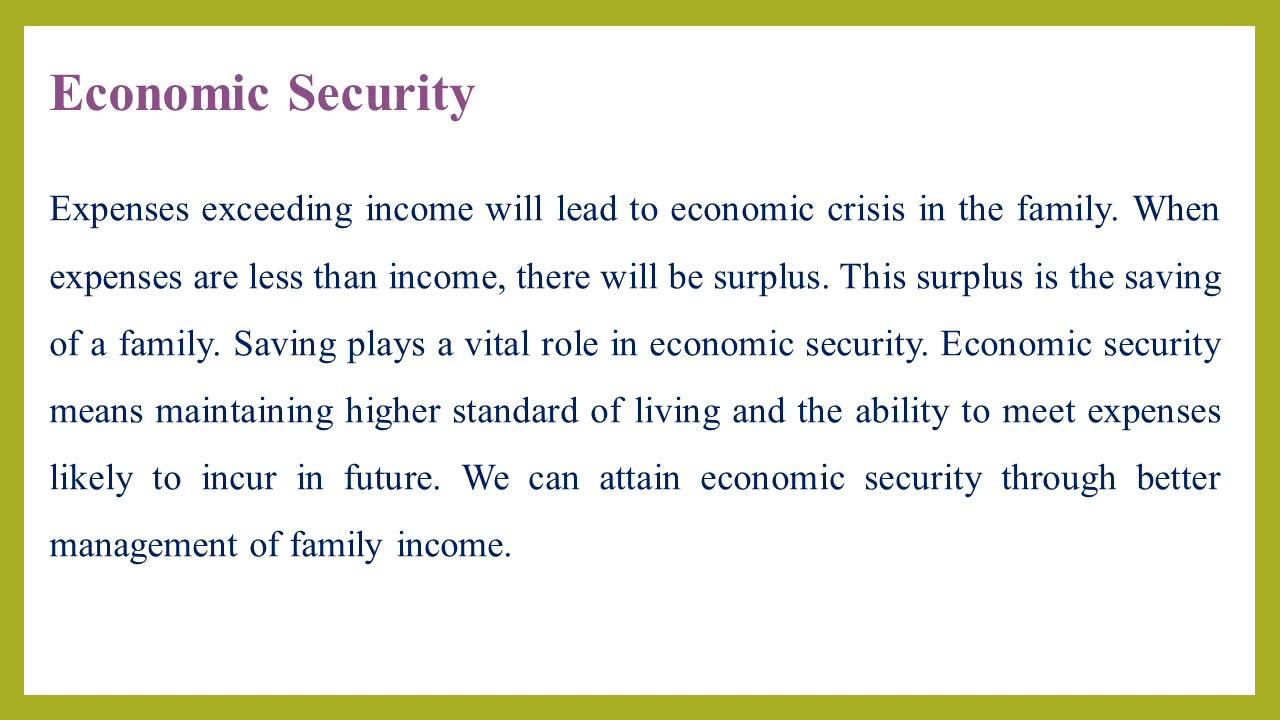 Economic Security
Expenses exceeding income will lead to economic crisis in the family. When
expenses are less than income, there will be surplus. This surplus is the saving
of a family. Saving plays a vital role in economic security. Economic security
means maintaining higher standard of living and the ability to meet expenses
likely to incur in future. We can attain economic security through better
management of family income.